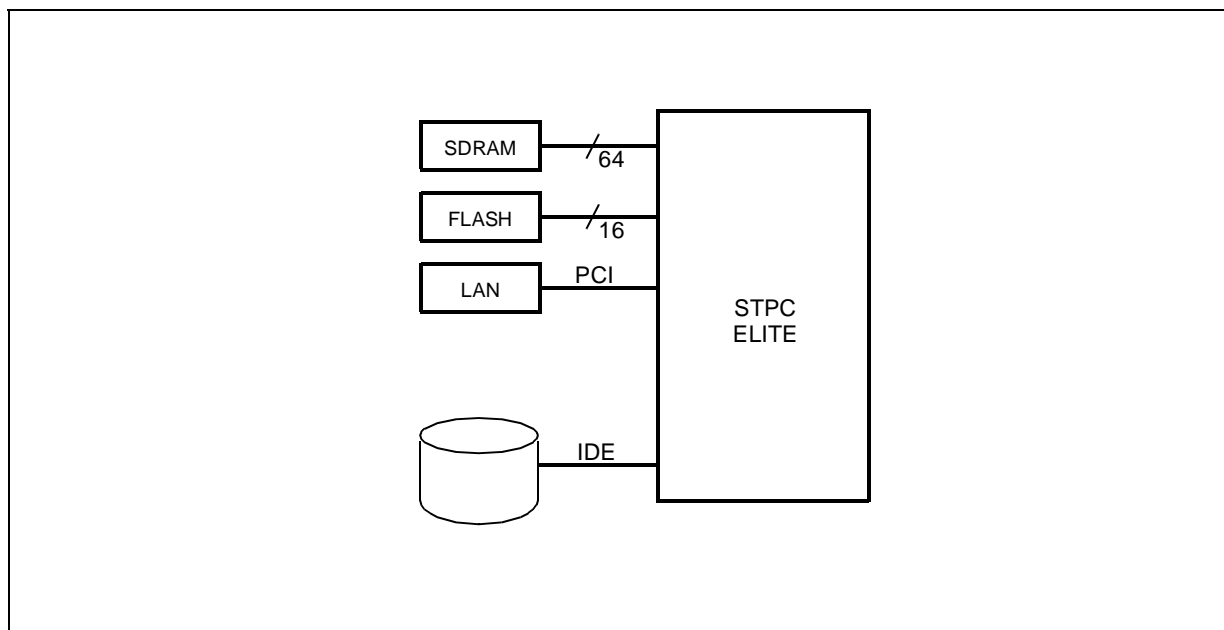 SDRAM
64
FLASH
16
LAN
PCI
STPC
ELITE
IDE